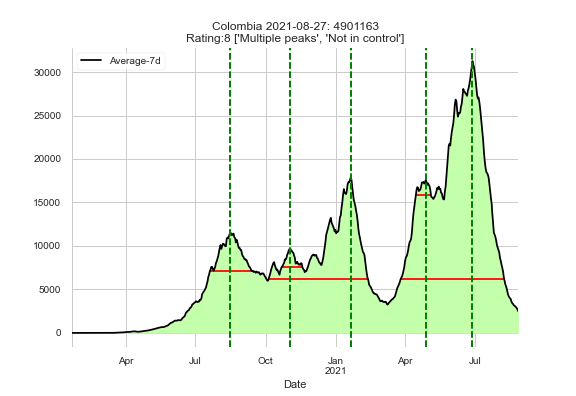 Colombia 2021-08-27: 4901163
Rating:8 ['Multiple peaks', 'Not in control']
Average-7d
30000
25000
20000
15000
10000
5000
0
Apr Jul Oct Jan Apr Jul
2021
Date